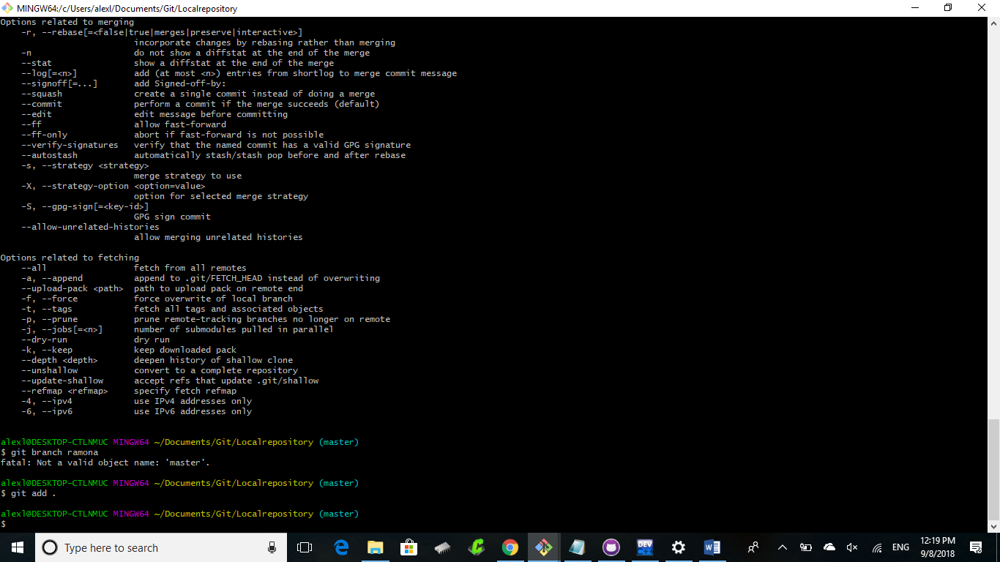 MINGW64:/c/Users/alexl/Documents/Git/Localrepository
Options related to merging
    -r, --rebase[=<false|true|merges|preserve|interactive>]
                          incorporate changes by rebasing rather than merging
    -n                    do not show a diffstat at the end of the merge
    --stat                show a diffstat at the end of the merge
    --log[=<n>]           add (at most <n>) entries from shortlog to merge commit message
    --signoff[=...]       add Signed-off-by:
    --squash              create a single commit instead of doing a merge
    --commit              perform a commit if the merge succeeds (default)
    --edit                edit message before committing
    --ff                  allow fast-forward
    --ff-only             abort if fast-forward is not possible
    --verify-signatures   verify that the named commit has a valid GPG signature
    --autostash           automatically stash/stash pop before and after rebase
    -s, --strategy <strategy>
                          merge strategy to use
    -X, --strategy-option <option=value>
                          option for selected merge strategy
    -S, --gpg-sign[=<key-id>]
                          GPG sign commit
    --allow-unrelated-histories
                          allow merging unrelated histories
Options related to fetching
    --all                 fetch from all remotes
    -a, --append          append to .git/FETCH_HEAD instead of overwriting
    --upload-pack <path>  path to upload pack on remote end
    -f, --force           force overwrite of local branch
    -t, --tags            fetch all tags and associated objects
    -p, --prune           prune remote-tracking branches no longer on remote
    -j, --jobs[=<n>]      number of submodules pulled in parallel
    --dry-run             dry run
    -k, --keep            keep downloaded pack
    --depth <depth>       deepen history of shallow clone
    --unshallow           convert to a complete repository
    --update-shallow      accept refs that update .git/shallow
    --refmap <refmap>     specify fetch refmap
    -4, --ipv4            use IPv4 addresses only
    -6, --ipv6            use IPv6 addresses only
alexl@DESKTOP-CTLNMUC MINGW64 ~/Documents/Git/Localrepository (master)
$ git branch ramona
fatal: Not a valid object name: 'master'.
alexl@DESKTOP-CTLNMUC MINGW64 ~/Documents/Git/Localrepository (master)
$ git add .
alexl@DESKTOP-CTLNMUC MINGW64 ~/Documents/Git/Localrepository (master)
$
Type here to search
DEV
ENG
12:19 PM
9/8/2018